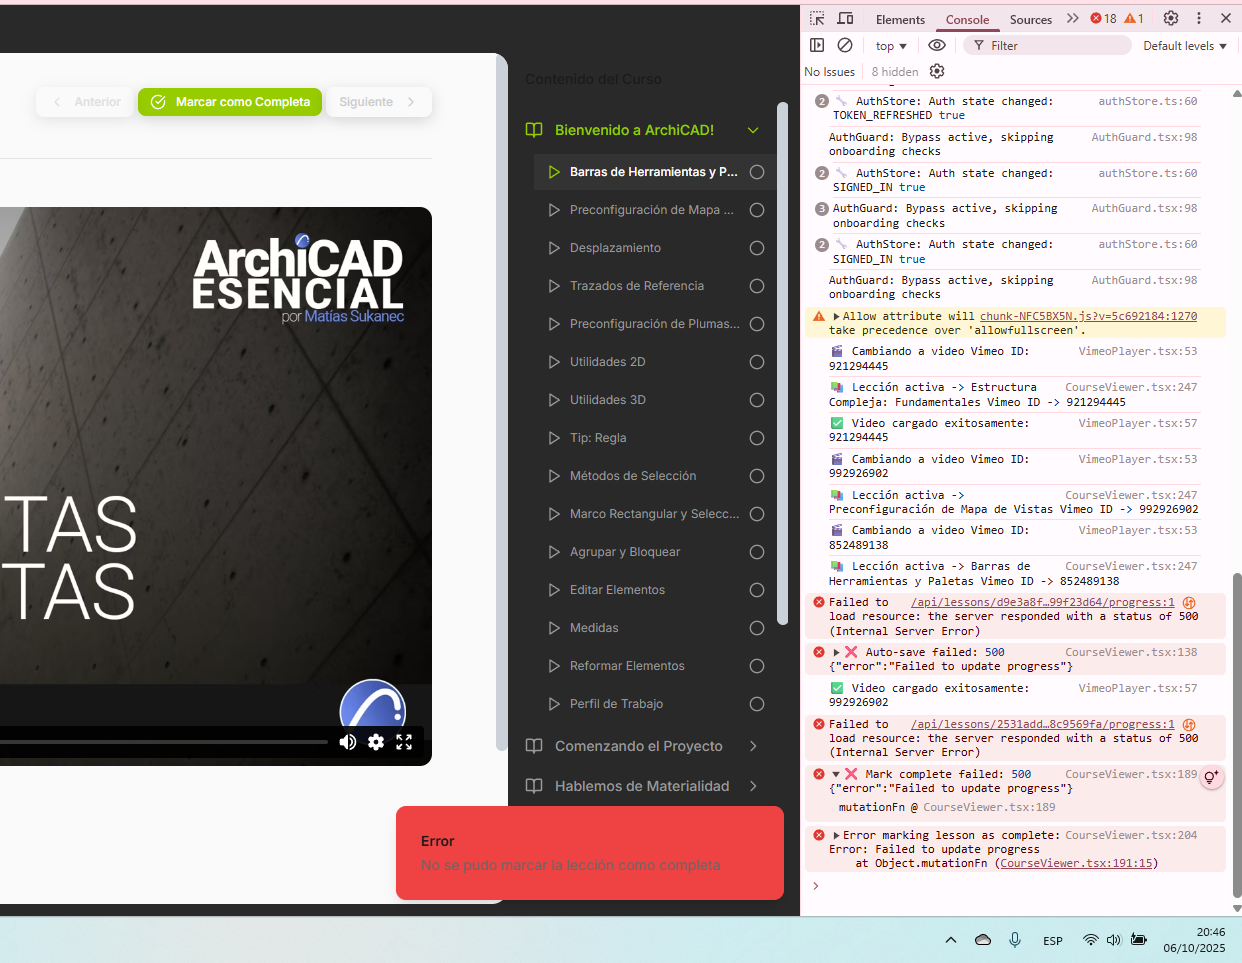 Anterior
Marcar como Completa
Siguiente
ArchiCAD
ESENCIAL
por Matías Sukanec
TAS
TAS
Contenido del Curso
Bienvenido a ArchiCAD!
Barras de Herramientas y P...
Preconfiguración de Mapa ...
Desplazamiento
Trazados de Referencia
Preconfiguración de Plumas...
Utilidades 2D
Utilidades 3D
Tip: Regla
Métodos de Selección
Marco Rectangular y Selecc...
Agrupar y Bloquear
Editar Elementos
Medidas
Reformar Elementos
Perfil de Trabajo
Comenzando el Proyecto
Hablemos de Materialidad
Error
No se pudo marcar la lección como completa
Elements
Console
Sources
18
1
top
Filter
Default levels
No Issues
8 hidden
2 AuthStore: Auth state changed: authStore.ts:60
TOKEN_REFRESHED true
AuthGuard: Bypass active, skipping AuthGuard.tsx:98
onboarding checks
2 AuthStore: Auth state changed: authStore.ts:60
SIGNED_IN true
3 AuthGuard: Bypass active, skipping AuthGuard.tsx:98
onboarding checks
2 AuthStore: Auth state changed: authStore.ts:60
SIGNED_IN true
AuthGuard: Bypass active, skipping AuthGuard.tsx:98
onboarding checks
Allow attribute will chunk-NFC5BX5N.js?v=5c692184:1270
take precedence over 'allowfullscreen'.
Cambiando a video Vimeo ID: VimeoPlayer.tsx:53
921294445
Lección activa -> Estructura CourseViewer.tsx:247
Compleja: Fundamentales Vimeo ID -> 921294445
Video cargado exitosamente: VimeoPlayer.tsx:57
921294445
Cambiando a video Vimeo ID: VimeoPlayer.tsx:53
992926902
Lección activa -> CourseViewer.tsx:247
Preconfiguración de Mapa de Vistas Vimeo ID -> 992926902
Cambiando a video Vimeo ID: VimeoPlayer.tsx:53
852489138
Lección activa -> Barras de CourseViewer.tsx:247
Herramientas y Paletas Vimeo ID -> 852489138
Failed to /api/lessons/d9e3a8f…99f23d64/progress:1
load resource: the server responded with a status of 500
(Internal Server Error)
Auto-save failed: 500 CourseViewer.tsx:138
{"error":"Failed to update progress"}
Video cargado exitosamente: VimeoPlayer.tsx:57
992926902
Failed to /api/lessons/2531add…8c9569fa/progress:1
load resource: the server responded with a status of 500
(Internal Server Error)
Mark complete failed: 500 CourseViewer.tsx:189
{"error":"Failed to update progress"}
mutationFn @ CourseViewer.tsx:189
Error marking lesson as complete: CourseViewer.tsx:204
Error: Failed to update progress
at Object.mutationFn (CourseViewer.tsx:191:15)
ESP
20:46
06/10/2025